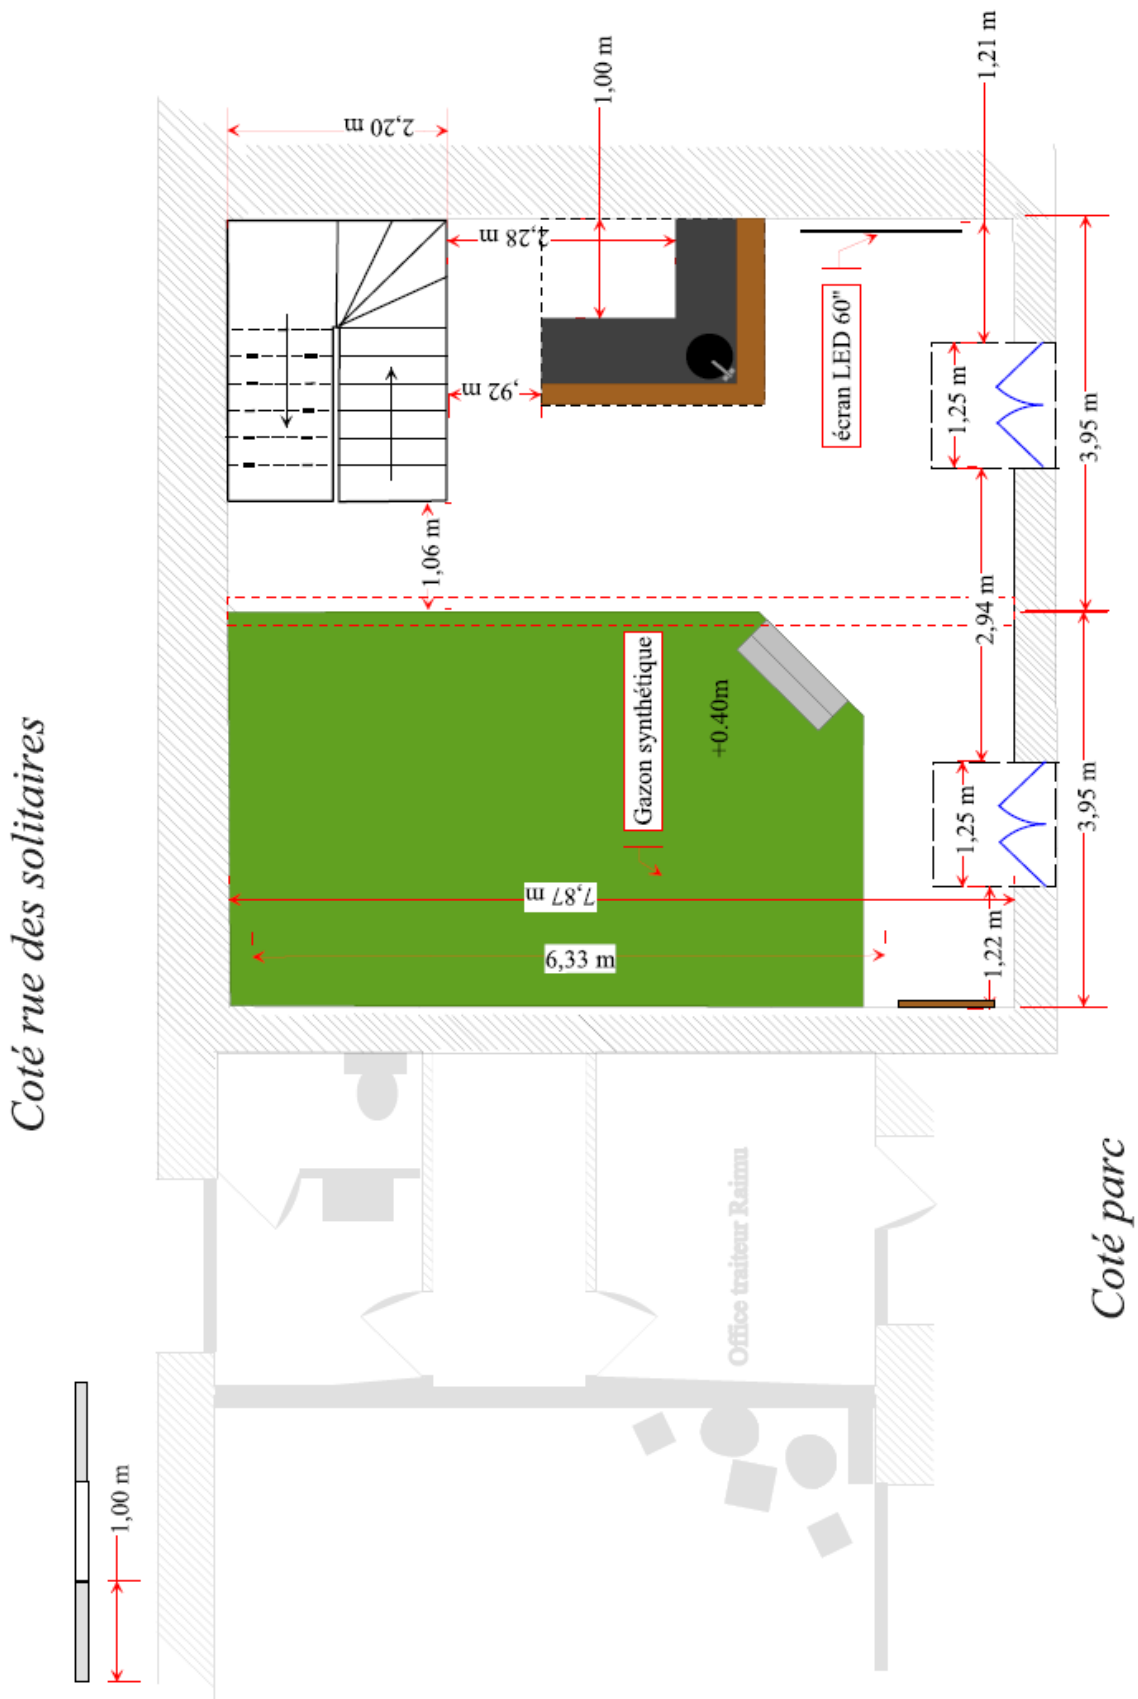 1,21 m
1,00 m
2,20 m
2,28 m
écran LED 60"
1,25 m
3,95 m
,92 m
1,06 m
2,94 m
Gazon synthétique
+0.40m
Coté rue des solitaires
1,25 m
3,95 m
7,87 m
6,33 m
1,22 m
Office traiteur Raimu
Coté parc
1,00 m